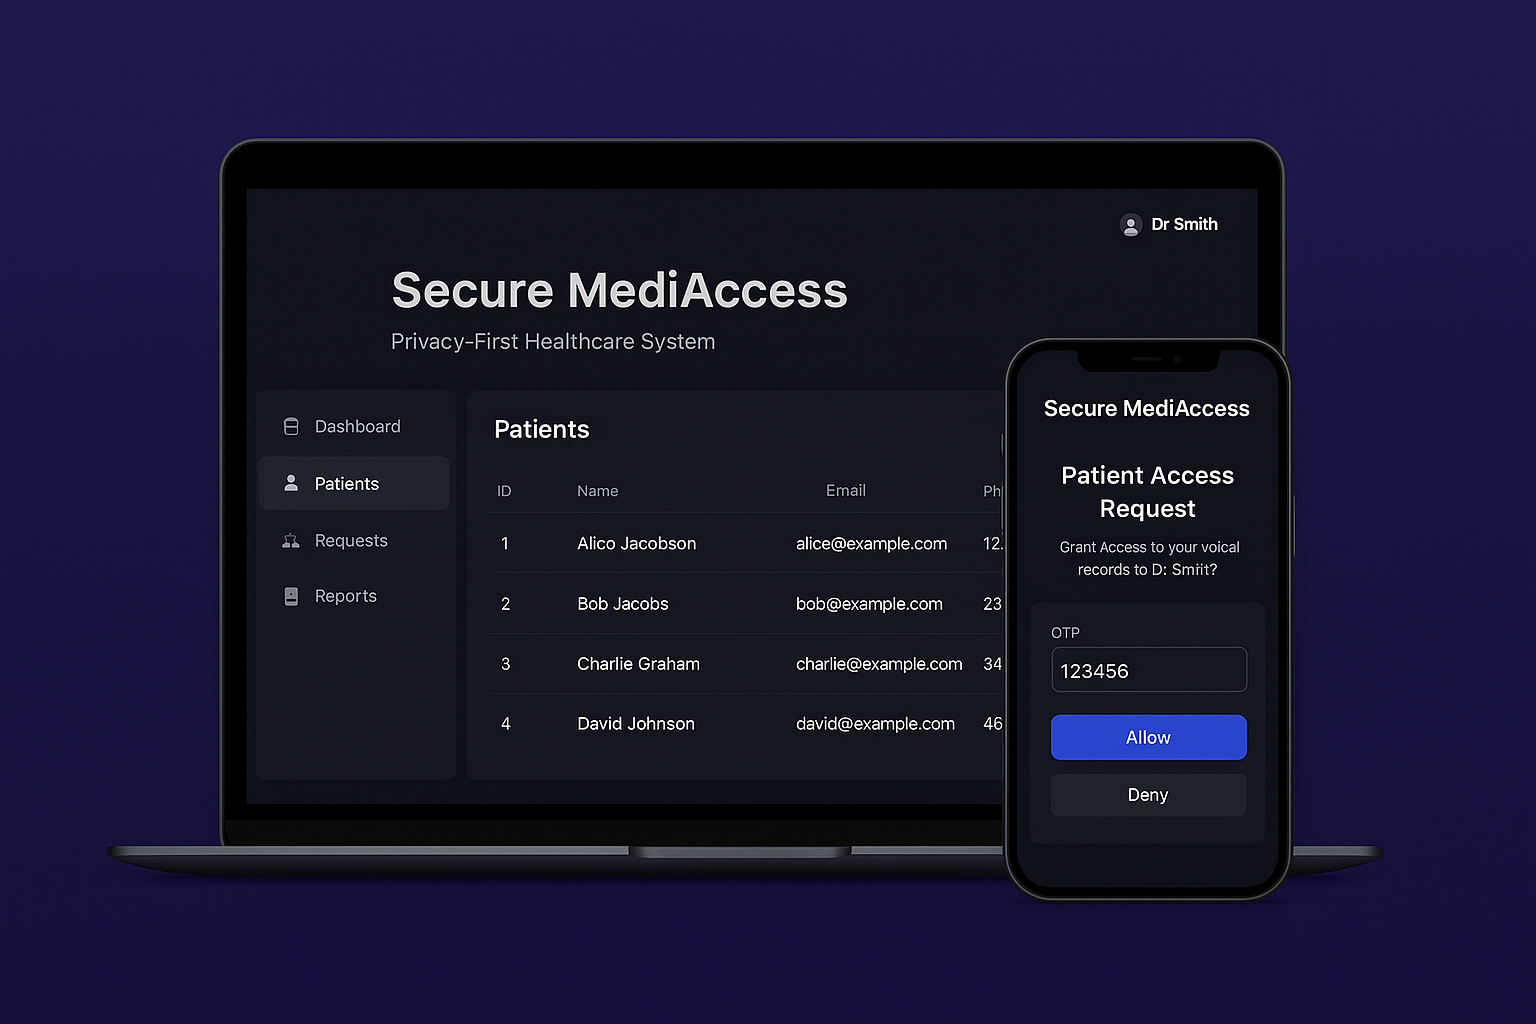 Dr Smith
Secure MediAccess
Privacy-First Healthcare System
Dashboard
Patients
Requests
Reports
Patients
ID Name Email Ph
1 Alico Jacobson alice@example.com 12.
2 Bob Jacobs bob@example.com 23
3 Charlie Graham charlie@example.com 34
4 David Johnson david@example.com 46
Secure MediAccess
Patient Access
Request
Grant Access to your voical
records to D:
OTP
123456
Allow
Deny